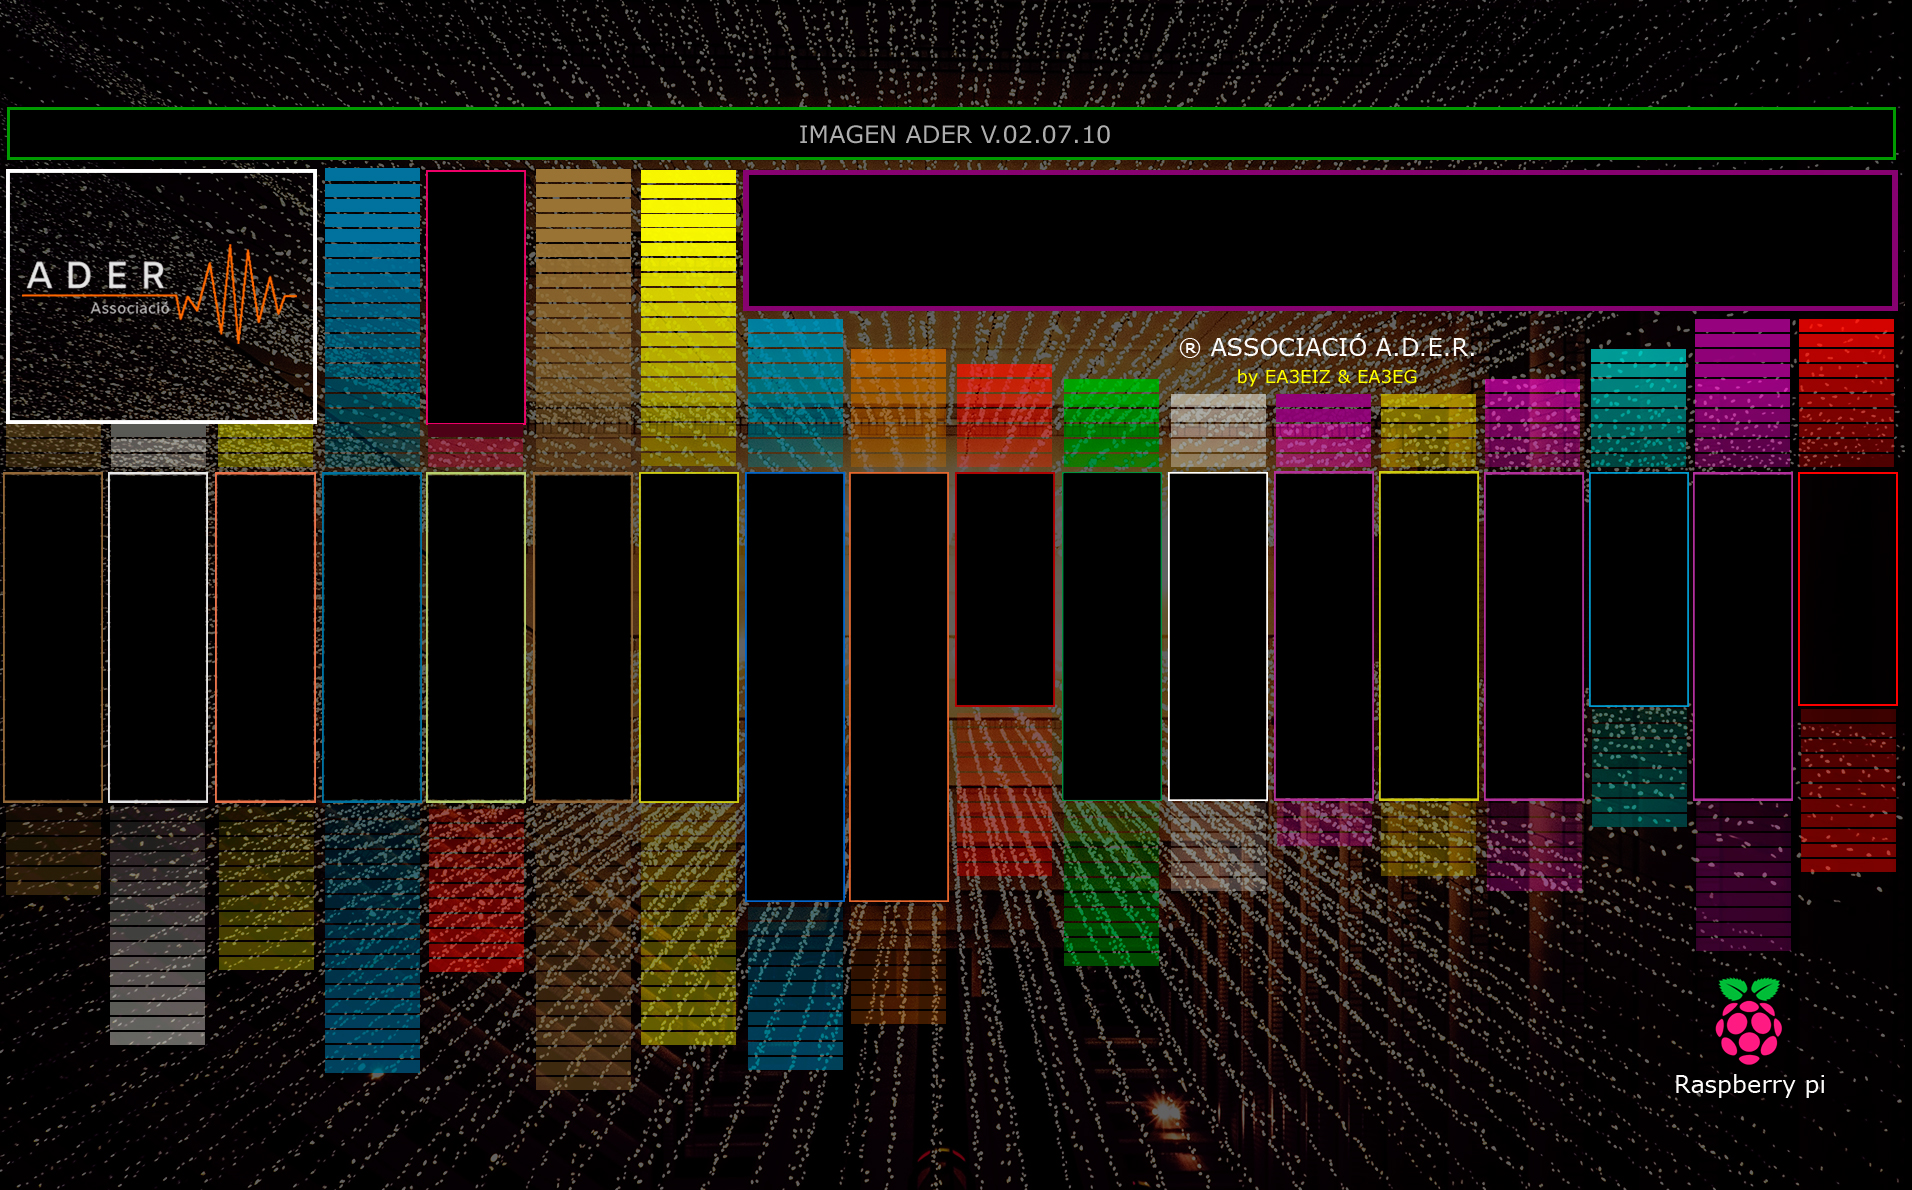 IMAGEN ADER V.02.07.10
ADER
Associació
® ASSOCIACIÓ A.D.E.R.
by EA3EIZ & EA3EG
Raspberry pi